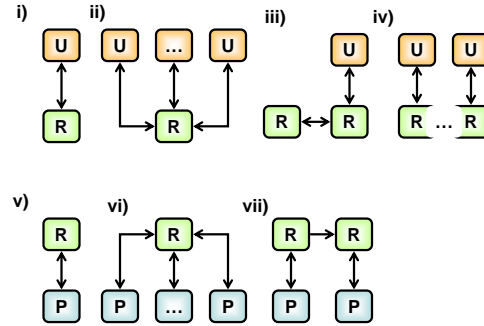 i)
U
R
ii)
U ... U
R
iii)
U
R R
iv)
U U
R ... R
v)
R
P
vi)
R
P ... P
vii)
R R
P P